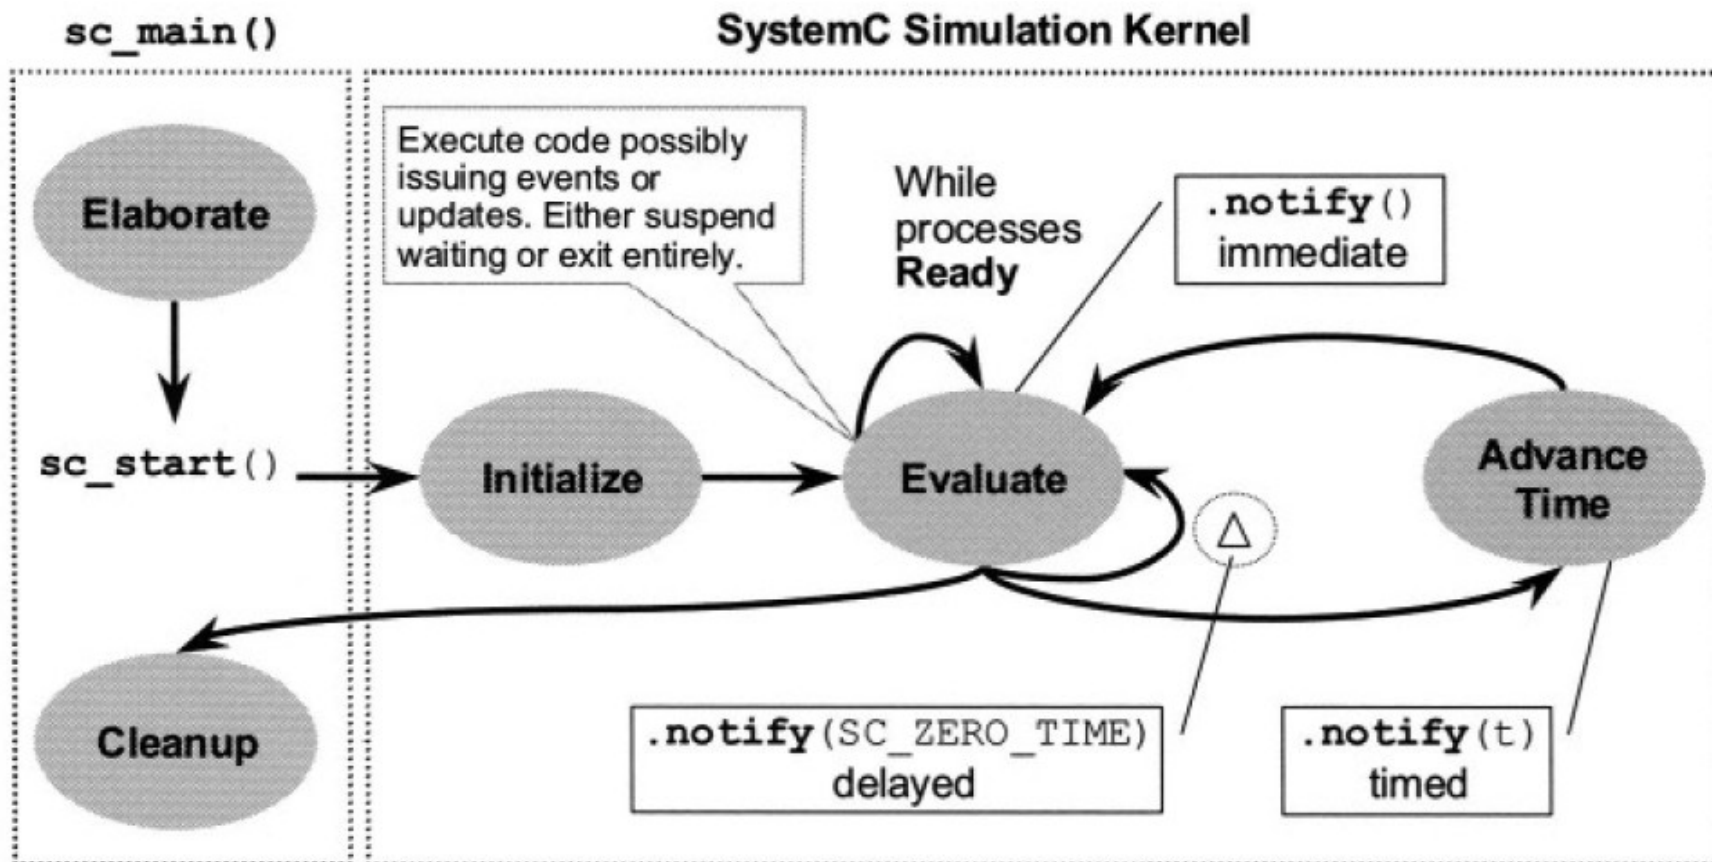 sc_main()
SystemC Simulation Kernel
Elaborate
Execute code possibly
issuing events or
updates. Either suspend
waiting or exit entirely.
While
processes
Ready
.notify()
immediate
sc_start()
Initialize
Evaluate
Advance
Time
Δ
Cleanup
.notify(SC_ZERO_TIME)
delayed
.notify(t)
timed